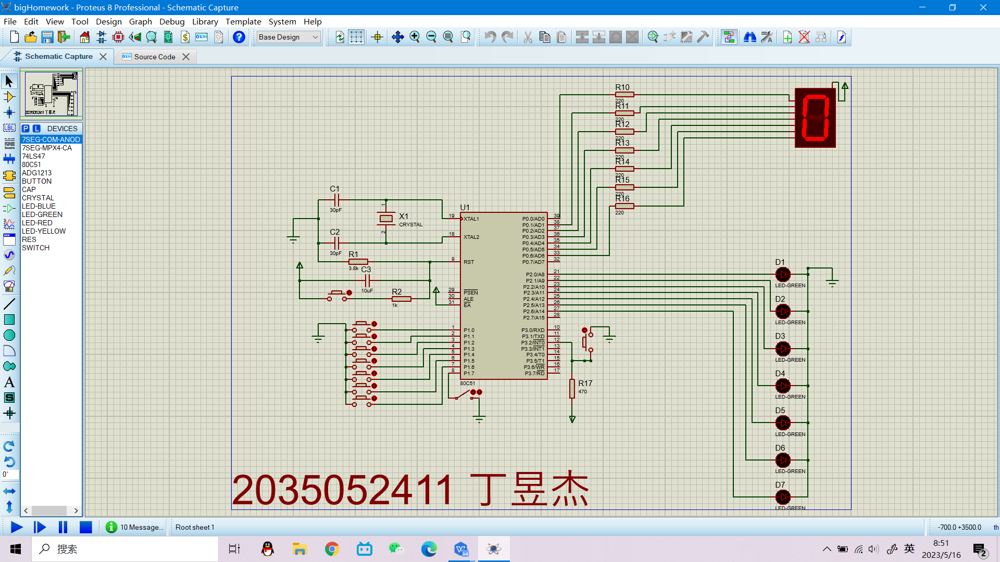 bigHomework - Proteus 8 Professional - Schematic Capture
File Edit View Tool Design Graph Debug Library Template System Help
Base Design
Schematic Capture
Source Code
P L DEVICES
7SEG-COM-ANOD
7SEG-MPX4-CA
74LS47
80C51
ADG1213
BUTTON
CAP
CRYSTAL
LED-BLUE
LED-GREEN
LED-RED
LED-YELLOW
RES
SWITCH
LBL
A
S
0°
R10
220
R11
220
R12
220
R13
220
R14
220
R15
220
R16
220
C1
30pF
X1
CRYSTAL
1
2
C2
30pF
R1
3.8k
C3
10uF
R2
1k
U1
19 XTAL1
18 XTAL2
9 RST
29 PSEN
30 ALE
31 EA
1 P1.0
2 P1.1
3 P1.2
4 P1.3
5 P1.4
6 P1.5
7 P1.6
8 P1.7
P0.0/AD0 39
P0.1/AD1 38
P0.2/AD2 37
P0.3/AD3 36
P0.4/AD4 35
P0.5/AD5 34
P0.6/AD6 33
P0.7/AD7 32
P2.0/A8 21
P2.1/A9 22
P2.2/A10 23
P2.3/A11 24
P2.4/A12 25
P2.5/A13 26
P2.6/A14 27
P2.7/A15 28
P3.0/RXD 10
P3.1/TXD 11
P3.2/INT0 12
P3.3/INT1 13
P3.4/T0 14
P3.5/T1 15
P3.6/WR 16
P3.7/RD 17
80C51
R17
470
D1
LED-GREEN
D2
LED-GREEN
D3
LED-GREEN
D4
LED-GREEN
D5
LED-GREEN
D6
LED-GREEN
D7
LED-GREEN
2035052411 丁昱杰
10 Message...
Root sheet 1
-700.0 +3500.0 th
搜索
英
8:51
2023/5/16
2